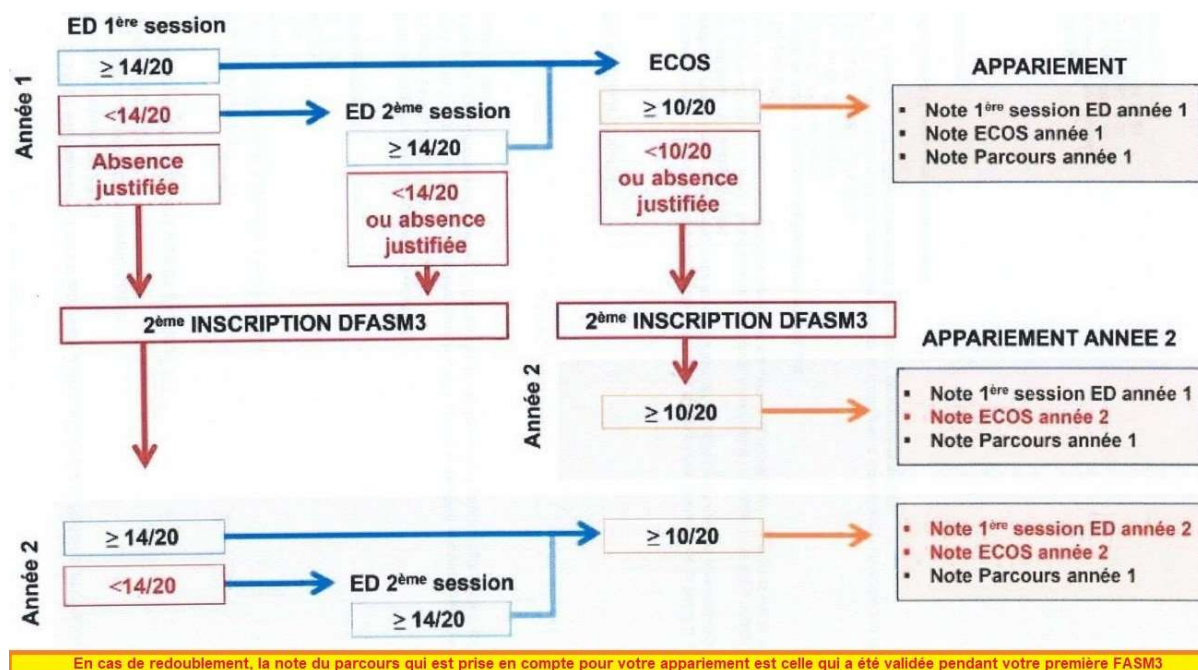 ED 1ère session
Année 1
≥ 14/20
<14/20
Absence
justifiée
ED 2ème session
≥ 14/20
<14/20
ou absence
justifiée
ECOS
≥ 10/20
<10/20
ou absence
justifiée
APPARIEMENT
▪ Note 1ère session ED année 1
▪ Note ECOS année 1
▪ Note Parcours année 1
2ème INSCRIPTION DFASM3
2ème INSCRIPTION DFASM3
Année 2
≥ 10/20
APPARIEMENT ANNEE 2
▪ Note 1ère session ED année 1
▪ Note ECOS année 2
▪ Note Parcours année 1
Année 2
≥ 14/20
<14/20
ED 2ème session
≥ 14/20
≥ 10/20
▪ Note 1ère session ED année 2
▪ Note ECOS année 2
▪ Note Parcours année 1
En cas de redoublement, la note du parcours qui est prise en compte pour votre appariement est celle qui a été validée pendant votre première FASM3